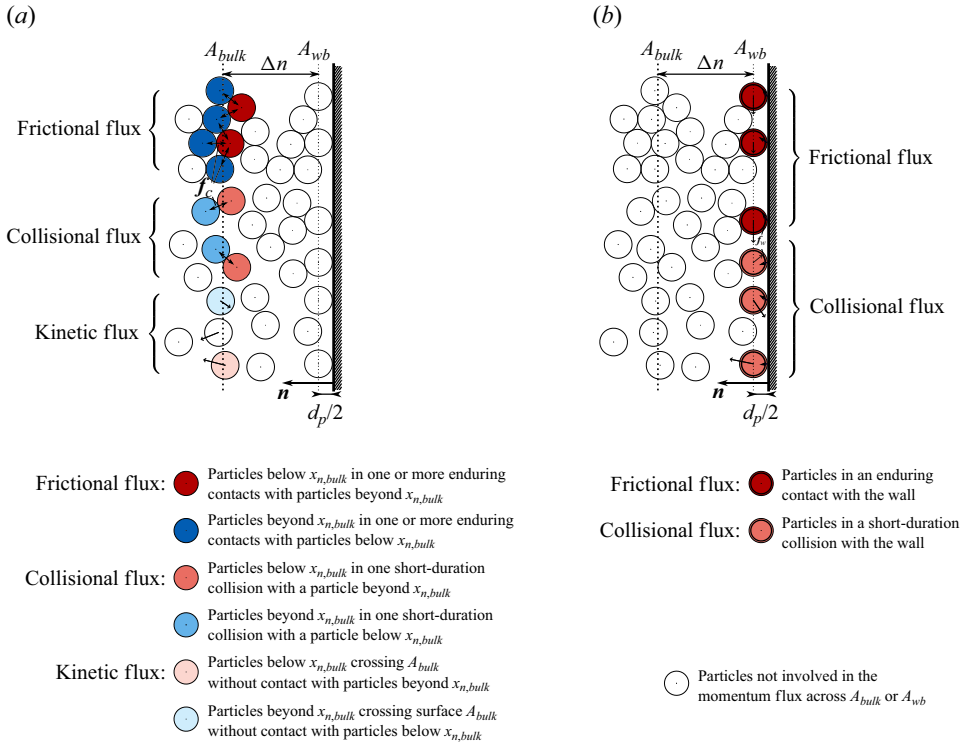 (a)
A_bulk
A_wb
Δn
Frictional flux
f_c
Collisional flux
Kinetic flux
n
d_p/2
(b)
A_bulk
A_wb
Δn
Frictional flux
f_w
Collisional flux
n
d_p/2
Frictional flux:
Particles below x_n,bulk in one or more enduring
contacts with particles beyond x_n,bulk
Particles beyond x_n,bulk in one or more enduring
contacts with particles below x_n,bulk
Collisional flux:
Particles below x_n,bulk in one short-duration
collision with a particle beyond x_n,bulk
Particles beyond x_n,bulk in one short-duration
collision with a particle below x_n,bulk
Kinetic flux:
Particles below x_n,bulk crossing A_bulk
without contact with particles beyond x_n,bulk
Particles beyond x_n,bulk crossing surface A_bulk
without contact with particles below x_n,bulk
Frictional flux:
Particles in an enduring
contact with the wall
Collisional flux:
Particles in a short-duration
collision with the wall
Particles not involved in the
momentum flux across A_bulk or A_wb